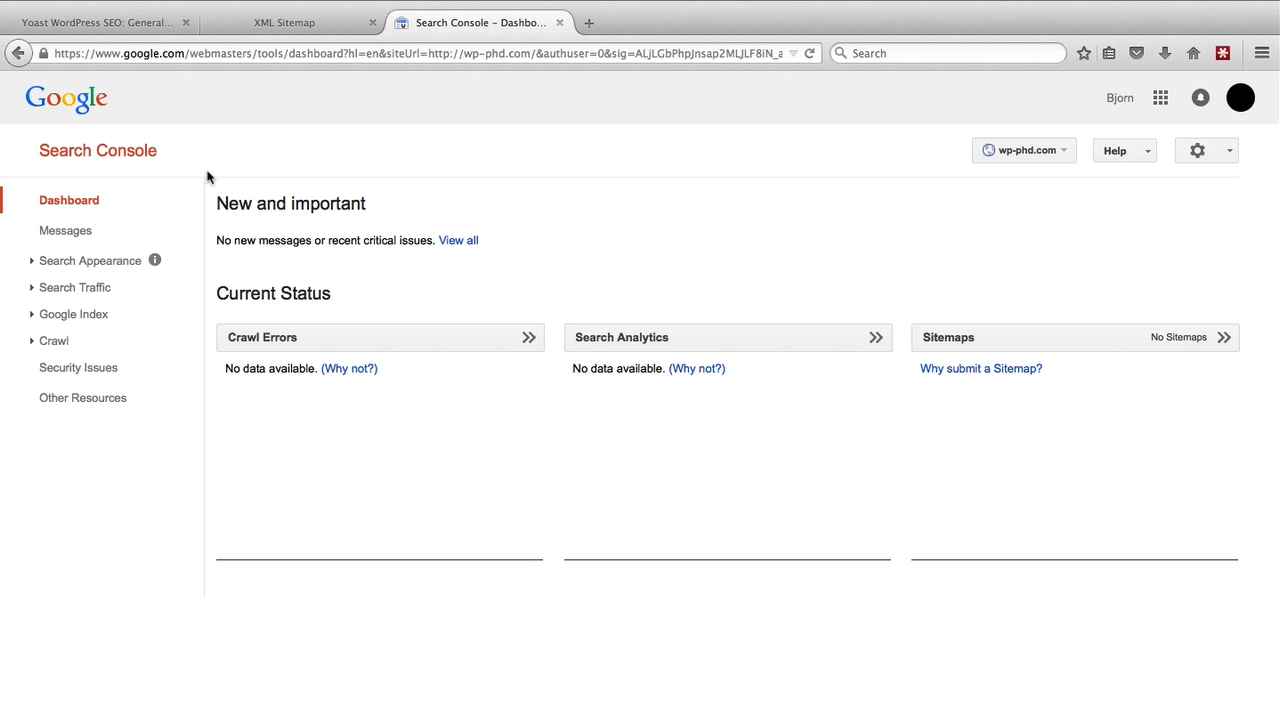 Yoast WordPress SEO: General... XML Sitemap Search Console – Dashbo...
https://www.google.com/webmasters/tools/dashboard?hl=en&siteUrl=http://wp-phd.com/&authuser=0&sig=ALjLGbPhpJnsap2MLJLF8iN_a Search
Google Bjorn
Search Console wp-phd.com Help
Dashboard
Messages
Search Appearance
Search Traffic
Google Index
Crawl
Security Issues
Other Resources
New and important
No new messages or recent critical issues. View all
Current Status
Crawl Errors
No data available. (Why not?)
Search Analytics
No data available. (Why not?)
Sitemaps No Sitemaps
Why submit a Sitemap?